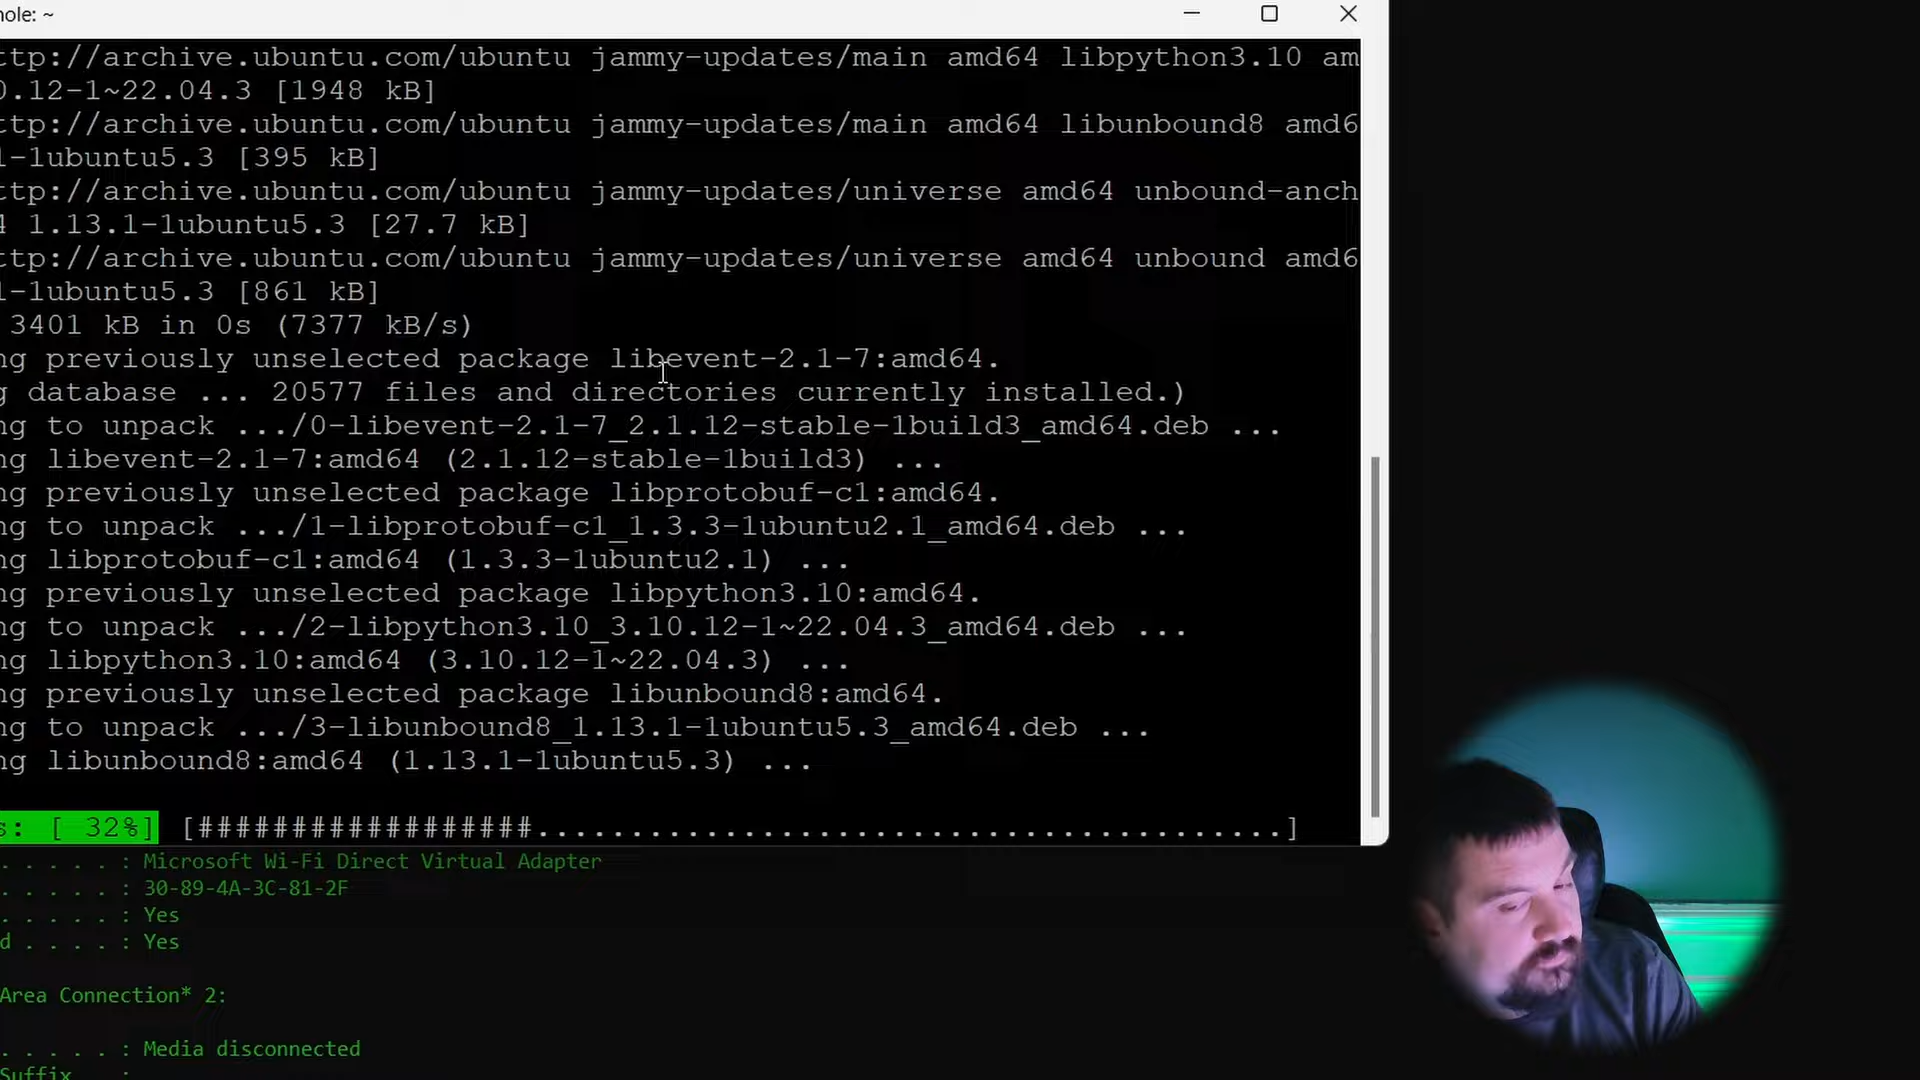 hole: ~
ttp://archive.ubuntu.com/ubuntu jammy-updates/main amd64 libpython3.10 am
0.12-1~22.04.3 [1948 kB]
ttp://archive.ubuntu.com/ubuntu jammy-updates/main amd64 libunbound8 amd6
1-1ubuntu5.3 [395 kB]
ttp://archive.ubuntu.com/ubuntu jammy-updates/universe amd64 unbound-anch
4 1.13.1-1ubuntu5.3 [27.7 kB]
ttp://archive.ubuntu.com/ubuntu jammy-updates/universe amd64 unbound amd6
1-1ubuntu5.3 [861 kB]
3401 kB in 0s (7377 kB/s)
ng previously unselected package libevent-2.1-7:amd64.
g database ... 20577 files and directories currently installed.)
ng to unpack .../0-libevent-2.1-7_2.1.12-stable-1build3_amd64.deb ...
ng libevent-2.1-7:amd64 (2.1.12-stable-1build3) ...
ng previously unselected package libprotobuf-c1:amd64.
ng to unpack .../1-libprotobuf-c1_1.3.3-1ubuntu2.1_amd64.deb ...
ng libprotobuf-c1:amd64 (1.3.3-1ubuntu2.1) ...
ng previously unselected package libpython3.10:amd64.
ng to unpack .../2-libpython3.10_3.10.12-1~22.04.3_amd64.deb ...
ng libpython3.10:amd64 (3.10.12-1~22.04.3) ...
ng previously unselected package libunbound8:amd64.
ng to unpack .../3-libunbound8_1.13.1-1ubuntu5.3_amd64.deb ...
ng libunbound8:amd64 (1.13.1-1ubuntu5.3) ...
s: [ 32%] [##################........................................]
. . . . . : Microsoft Wi-Fi Direct Virtual Adapter
. . . . . : 30-89-4A-3C-81-2F
. . . . . : Yes
d . . . . : Yes
Area Connection* 2:
. . . . . : Media disconnected
Suffix . :